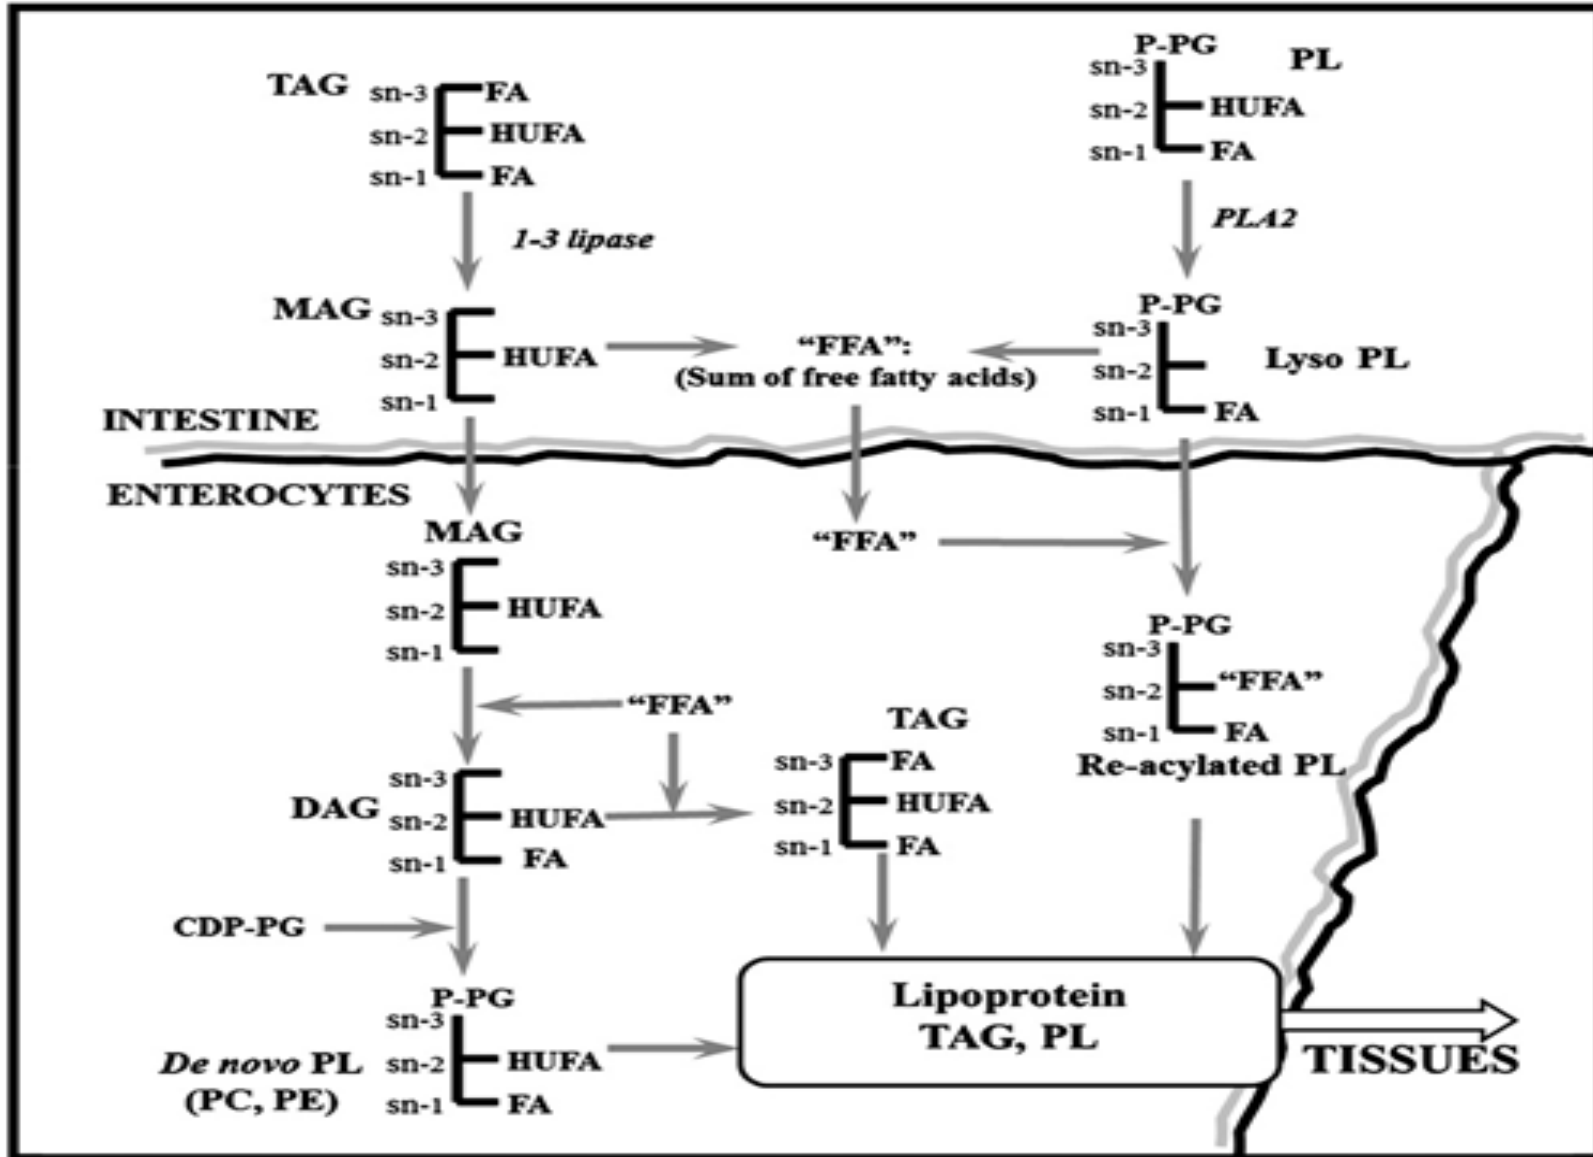 TAG
sn-3 FA
sn-2 HUFA
sn-1 FA
1-3 lipase
P-PG
PL
sn-3
sn-2 HUFA
sn-1 FA
PLA2
MAG
sn-3
sn-2 HUFA
sn-1
“FFA”:
(Sum of free fatty acids)
P-PG
sn-3
sn-2
Lyso PL
sn-1 FA
INTESTINE
ENTEROCYTES
MAG
sn-3
sn-2 HUFA
sn-1
“FFA”
P-PG
sn-3
sn-2 “FFA”
sn-1 FA
Re-acylated PL
“FFA”
DAG
sn-3
sn-2 HUFA
sn-1 FA
TAG
sn-3 FA
sn-2 HUFA
sn-1 FA
CDP-PG
P-PG
sn-3
sn-2 HUFA
sn-1 FA
De novo PL
(PC, PE)
Lipoprotein
TAG, PL
TISSUES